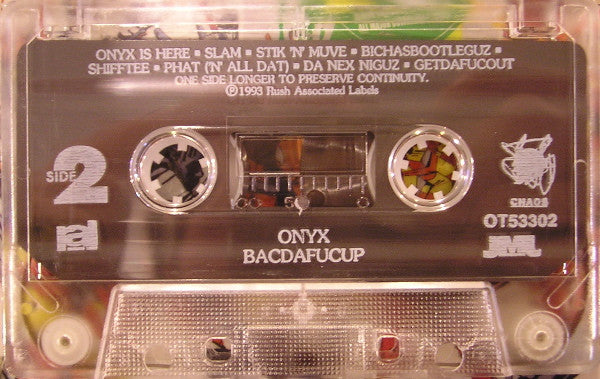 ONYX IS HERE ▪ SLAM ▪ STIK 'N' MUVE ▪ BICHASBOOTLEGUZ ▪
SHIFFTEE ▪ PHAT ('N' ALL DAT) ▪ DA NEX NIGUZ ▪ GETDAFUCOUT
ONE SIDE LONGER TO PRESERVE CONTINUITY.
℗©1993 Rush Associated Labels
SIDE 2
ral
CHAOS
OT53302
JMJ
ONYX
BACDAFUCUP